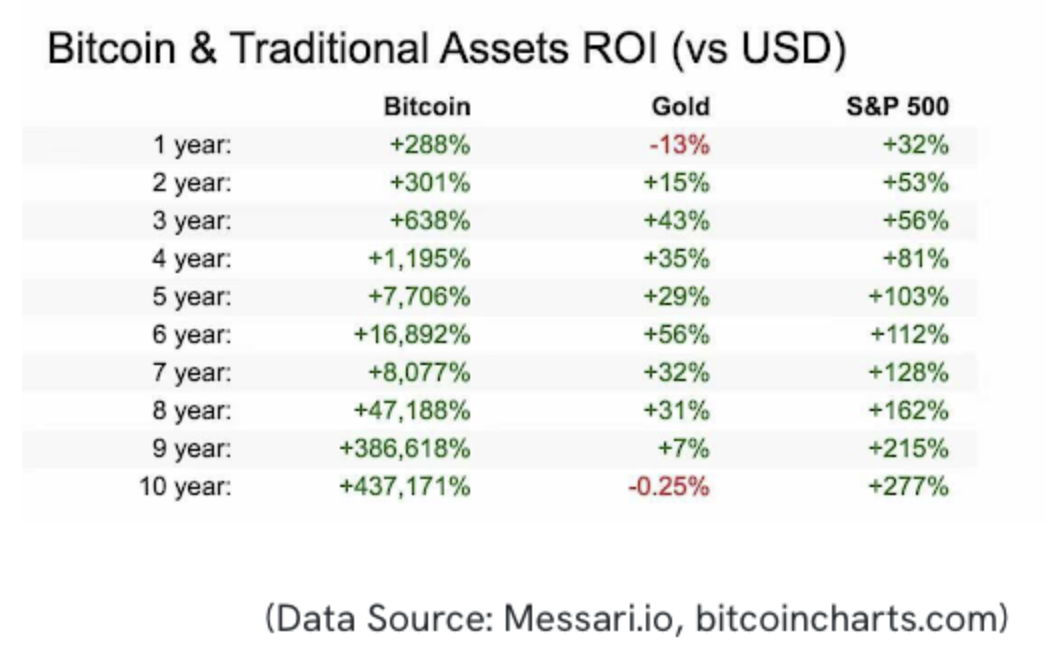 Bitcoin & Traditional Assets ROI (vs USD)
Bitcoin Gold S&P 500
1 year: +288% -13% +32%
2 year: +301% +15% +53%
3 year: +638% +43% +56%
4 year: +1,195% +35% +81%
5 year: +7,706% +29% +103%
6 year: +16,892% +56% +112%
7 year: +8,077% +32% +128%
8 year: +47,188% +31% +162%
9 year: +386,618% +7% +215%
10 year: +437,171% -0.25% +277%
(Data Source: Messari.io, bitcoincharts.com)